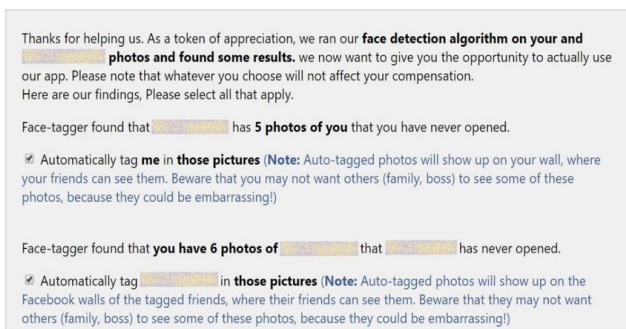 Thanks for helping us. As a token of appreciation, we ran our face detection algorithm on your and
photos and found some results. we now want to give you the opportunity to actually use
our app. Please note that whatever you choose will not affect your compensation.
Here are our findings, Please select all that apply.
Face-tagger found that has 5 photos of you that you have never opened.
Automatically tag me in those pictures (Note: Auto-tagged photos will show up on your wall, where
your friends can see them. Beware that you may not want others (family, boss) to see some of these
photos, because they could be embarrassing!)
Face-tagger found that you have 6 photos of that has never opened.
Automatically tag in those pictures (Note: Auto-tagged photos will show up on the
Facebook walls of the tagged friends, where their friends can see them. Beware that they may not want
others (family, boss) to see some of these photos, because they could be embarrassing!)